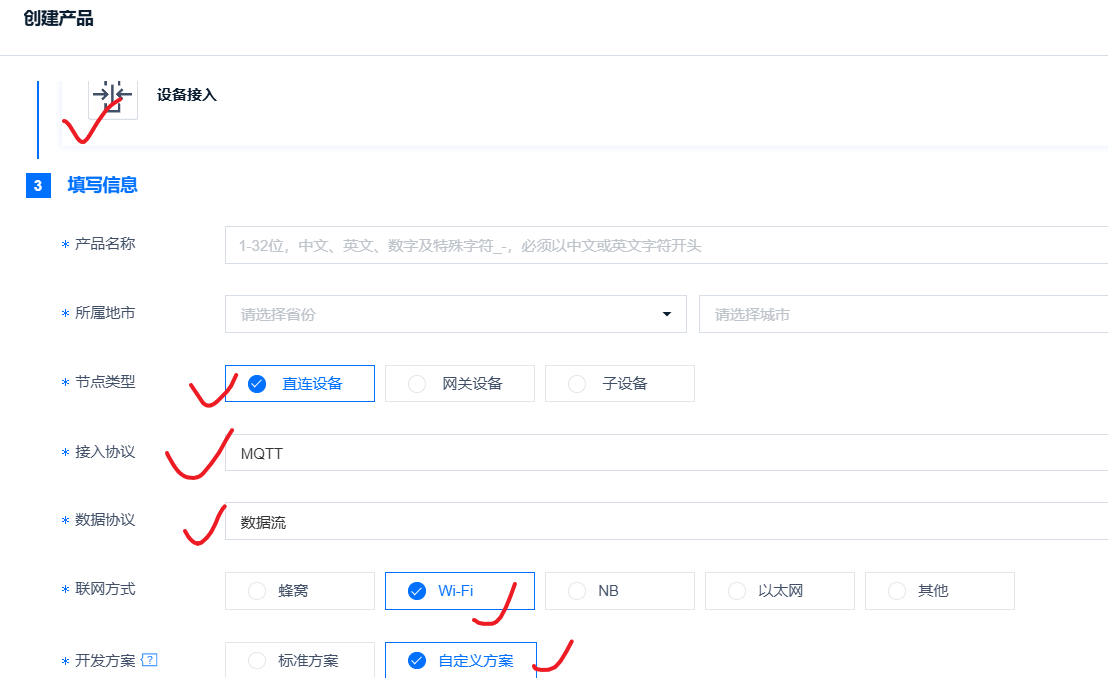 创建产品
设备接入
3 填写信息
* 产品名称 1-32位，中文、英文、数字及特殊字符_-，必须以中文或英文字符开头
* 所属地市 请选择省份 请选择城市
* 节点类型 直连设备 网关设备 子设备
* 接入协议 MQTT
* 数据协议 数据流
* 联网方式 蜂窝 Wi-Fi NB 以太网 其他
* 开发方案 ? 标准方案 自定义方案